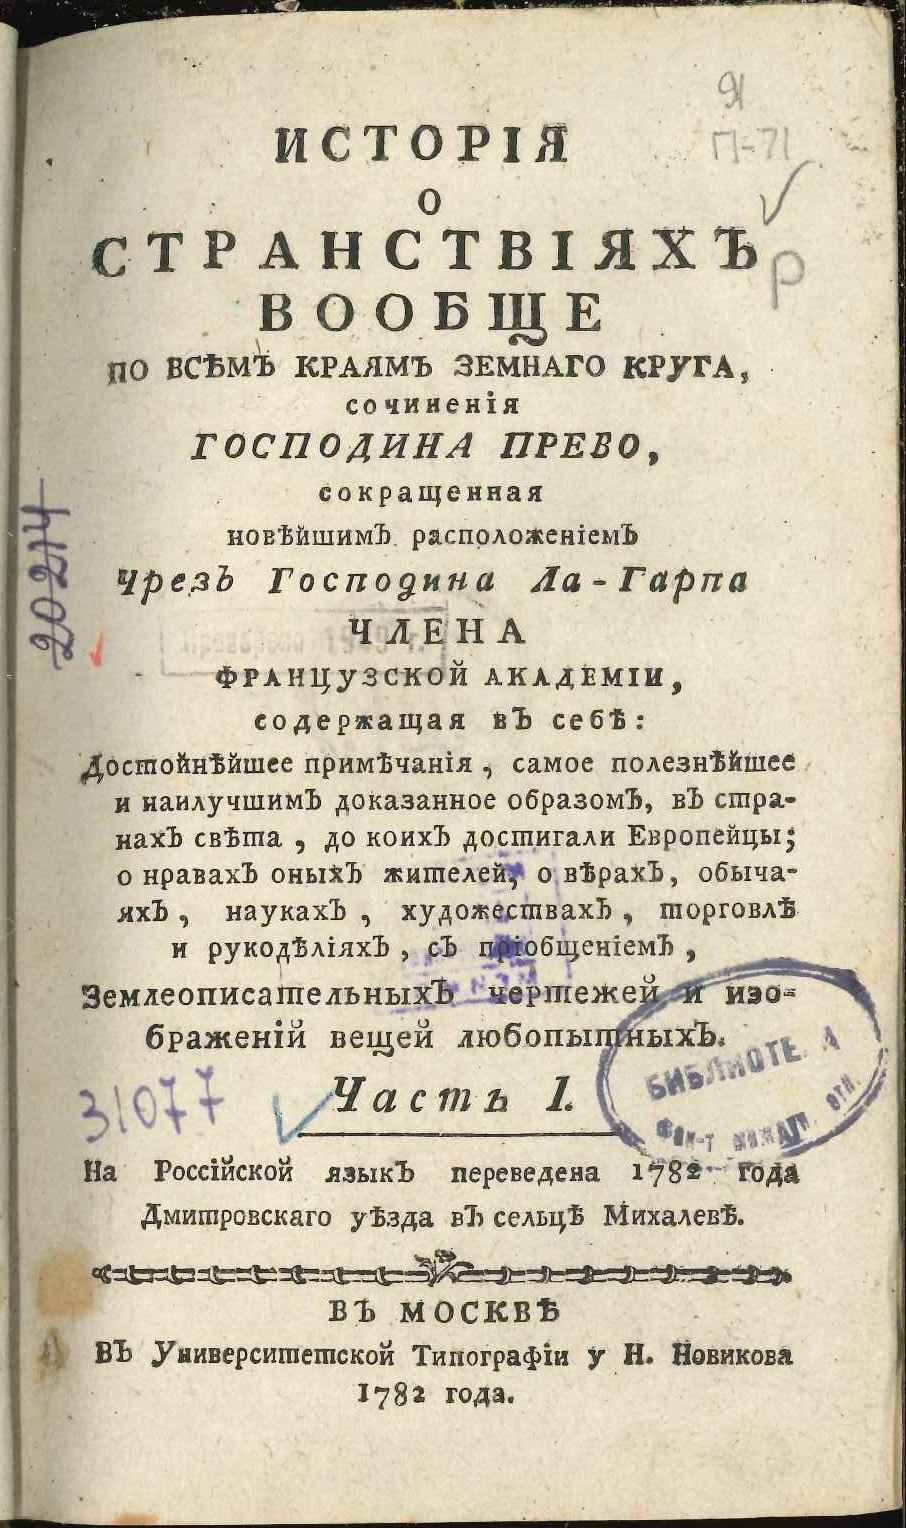 91
П-71
ИСТОРІЯ
О
СТРАНСТВІЯХЪ
Р
ВООБЩЕ
ПО ВСѢМЪ КРАЯМЪ ЗЕМНАГО КРУГА,
сочиненія
ГОСПОДИНА ПРЕВО,
сокращенная
новѣйшимЪ расположеніемЪ
ЧрезЪ Господина Ла-Гарпа
20214
ЧЛЕНА
ФРАНЦУЗСКОЙ АКАДЕМІИ,
содержащая вЪ себѣ:
Достойнѣйшее примѣчанія, самое полезнѣйшее
и наилучшимЪ доказанное образомЪ, вЪ стра-
нахЪ свѣта, до коихЪ достигали Европейцы;
о нравахЪ оныхЪ жителей, о вѣрахЪ, обыча-
яхЪ, наукахЪ, художествахЪ, торговлѣ
и рукодѣліяхЪ, сЪ пріобщеніемЪ,
ЗемлеописательныхЪ чертежей и изо-
браженій вещей любопытныхЪ.
БИБЛИОТЕКА
Часть I.
31077
На Россійской языкЪ переведена 1782 года
Дмитровскаго уѣзда вЪ сельцѣ Михалевѣ.
ВЪ МОСКВѢ
ВЪ Университетской Типографіи у Н. Новикова
1782 года.